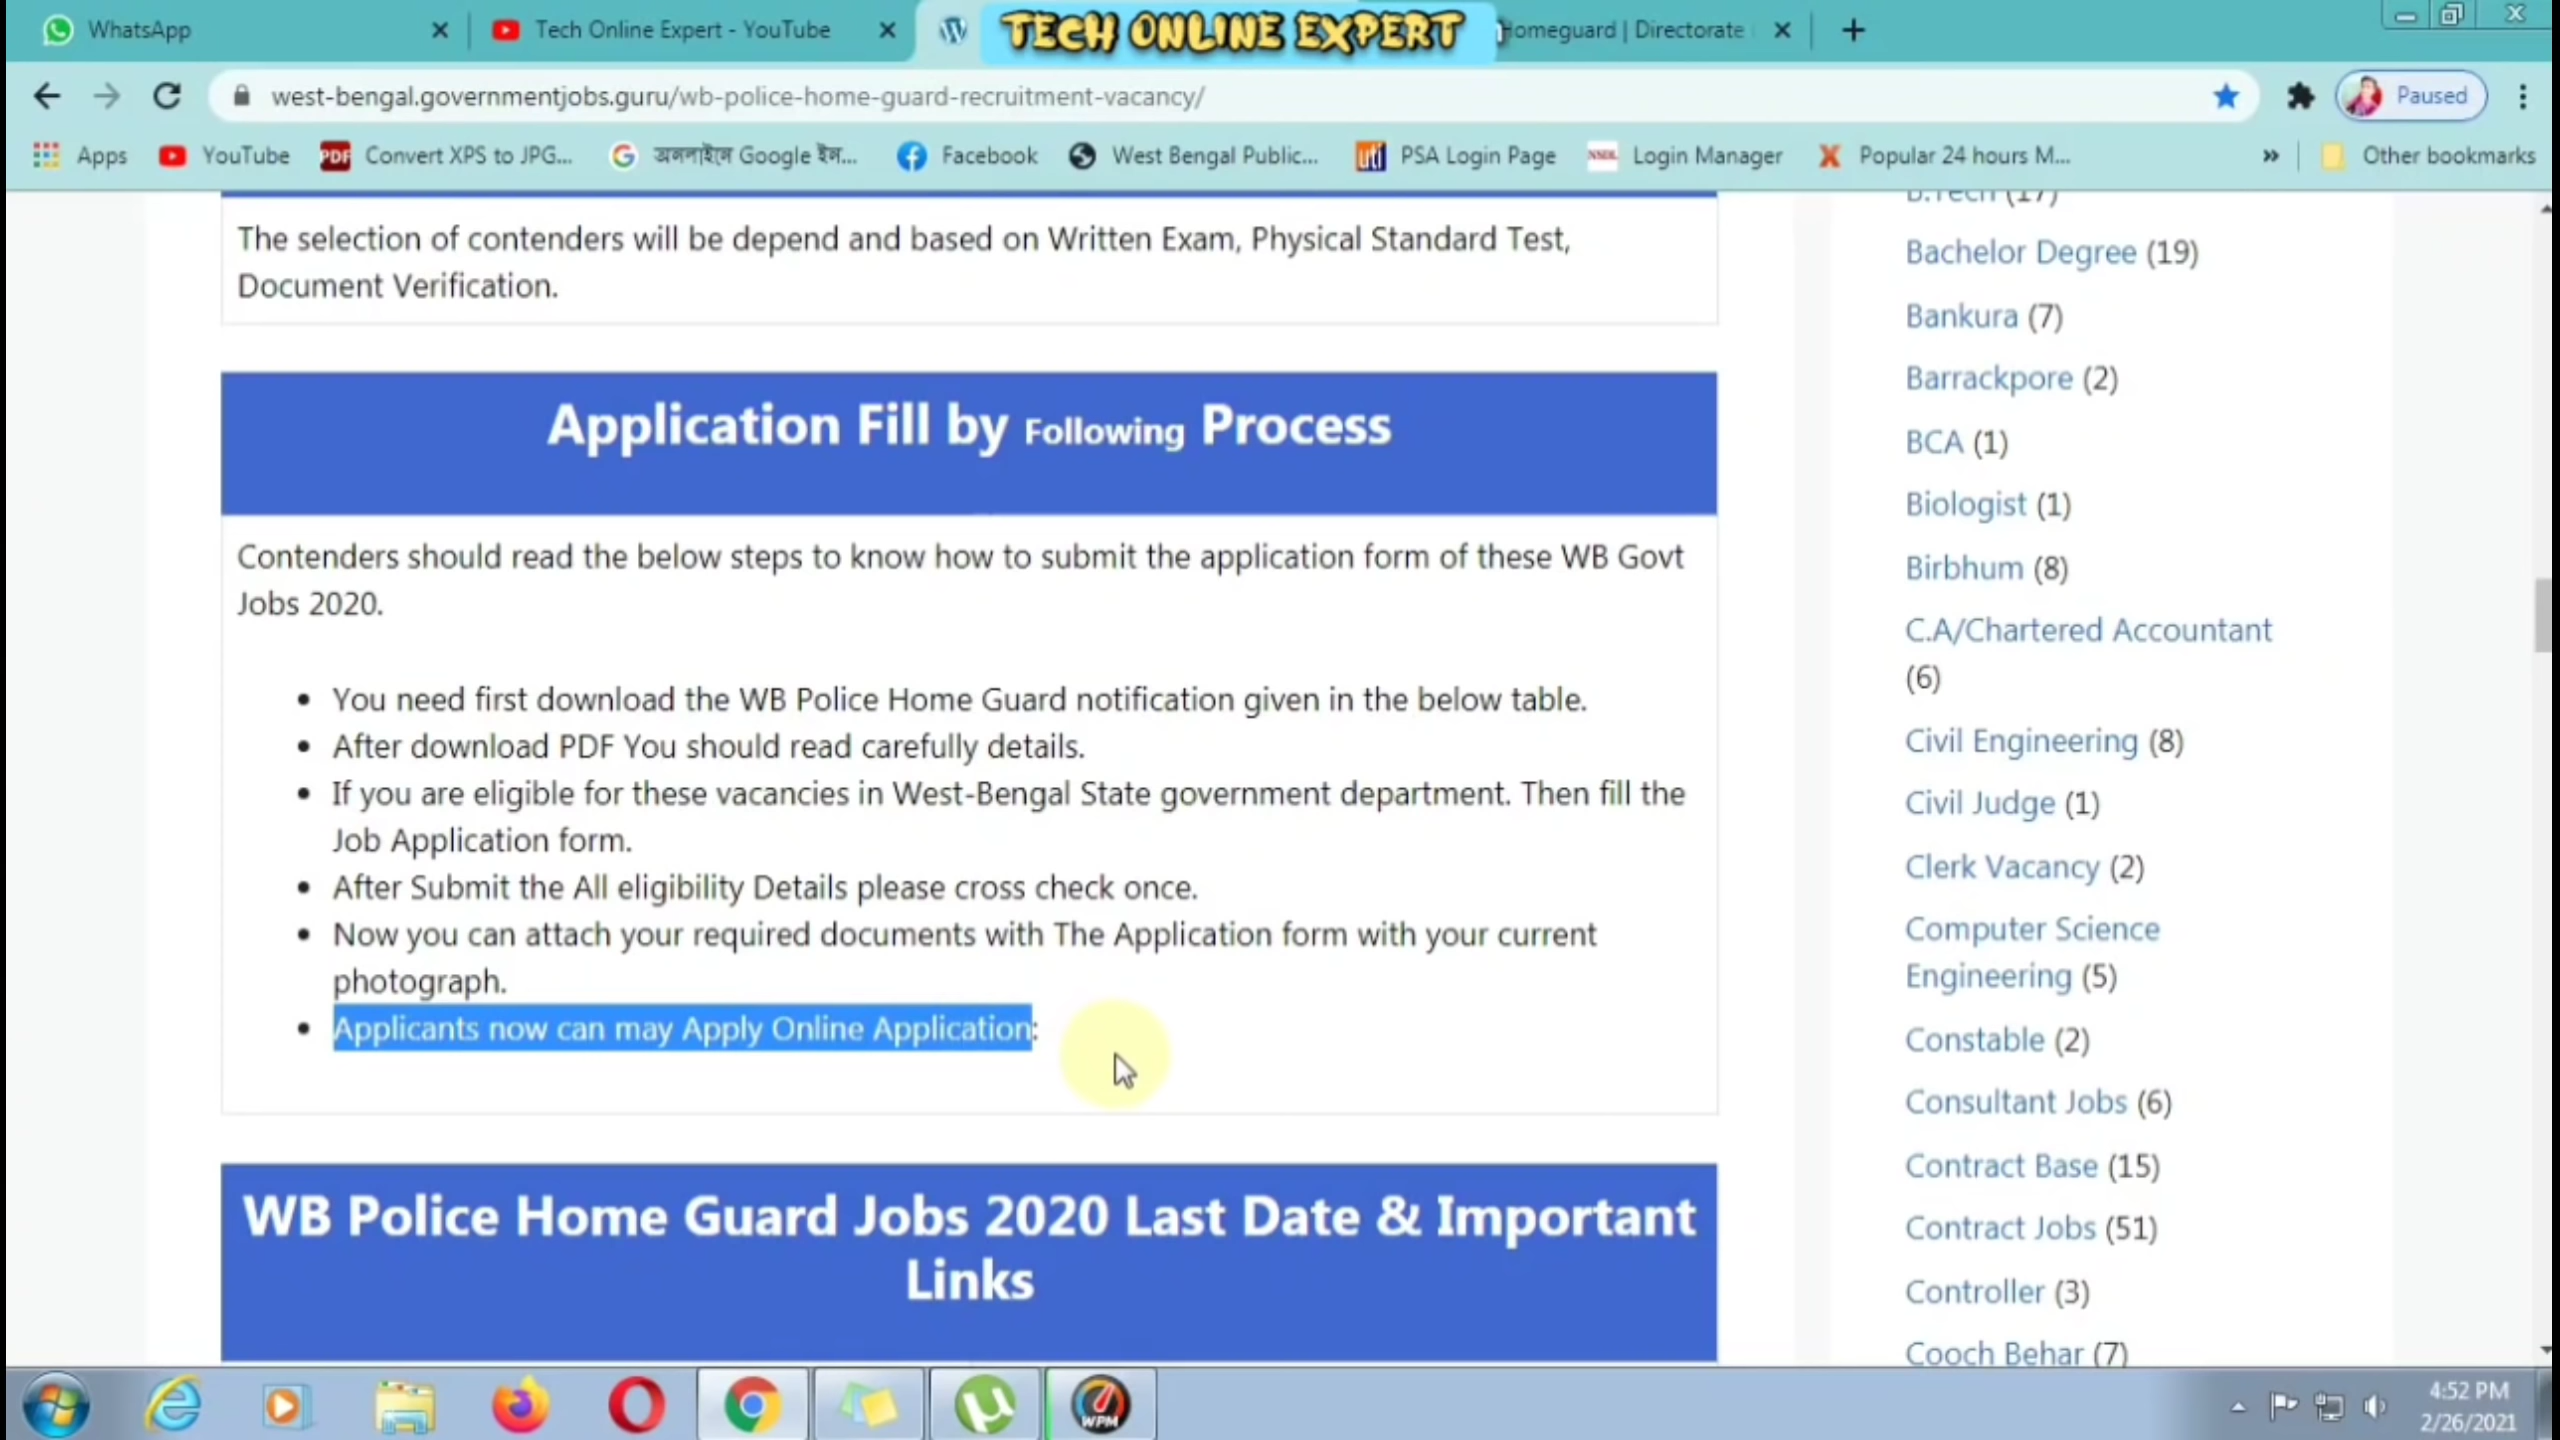 WhatsApp
Tech Online Expert - YouTube
TECH ONLINE EXPERT
Homeguard | Directorate
west-bengal.governmentjobs.guru/wb-police-home-guard-recruitment-vacancy/
Paused
Apps
YouTube
PDF
Convert XPS to JPG...
অনলাইনে Google ইন...
Facebook
West Bengal Public...
uti
PSA Login Page
NSDL
Login Manager
Popular 24 hours M...
»
Other bookmarks
The selection of contenders will be depend and based on Written Exam, Physical Standard Test,
Document Verification.
Application Fill by Following Process
Contenders should read the below steps to know how to submit the application form of these WB Govt
Jobs 2020.
• You need first download the WB Police Home Guard notification given in the below table.
• After download PDF You should read carefully details.
• If you are eligible for these vacancies in West-Bengal State government department. Then fill the
Job Application form.
• After Submit the All eligibility Details please cross check once.
• Now you can attach your required documents with The Application form with your current
photograph.
• Applicants now can may Apply Online Application:
WB Police Home Guard Jobs 2020 Last Date & Important
Links
B.Tech (17)
Bachelor Degree (19)
Bankura (7)
Barrackpore (2)
BCA (1)
Biologist (1)
Birbhum (8)
C.A/Chartered Accountant
(6)
Civil Engineering (8)
Civil Judge (1)
Clerk Vacancy (2)
Computer Science
Engineering (5)
Constable (2)
Consultant Jobs (6)
Contract Base (15)
Contract Jobs (51)
Controller (3)
Cooch Behar (7)
WPM
4:52 PM
2/26/2021